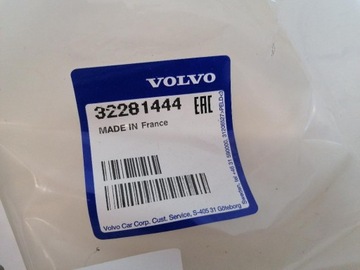 VOLVO
32281444 EAC
MADE IN France
Volvo Car Corp. Cust. Service, S-405 31 Göteborg